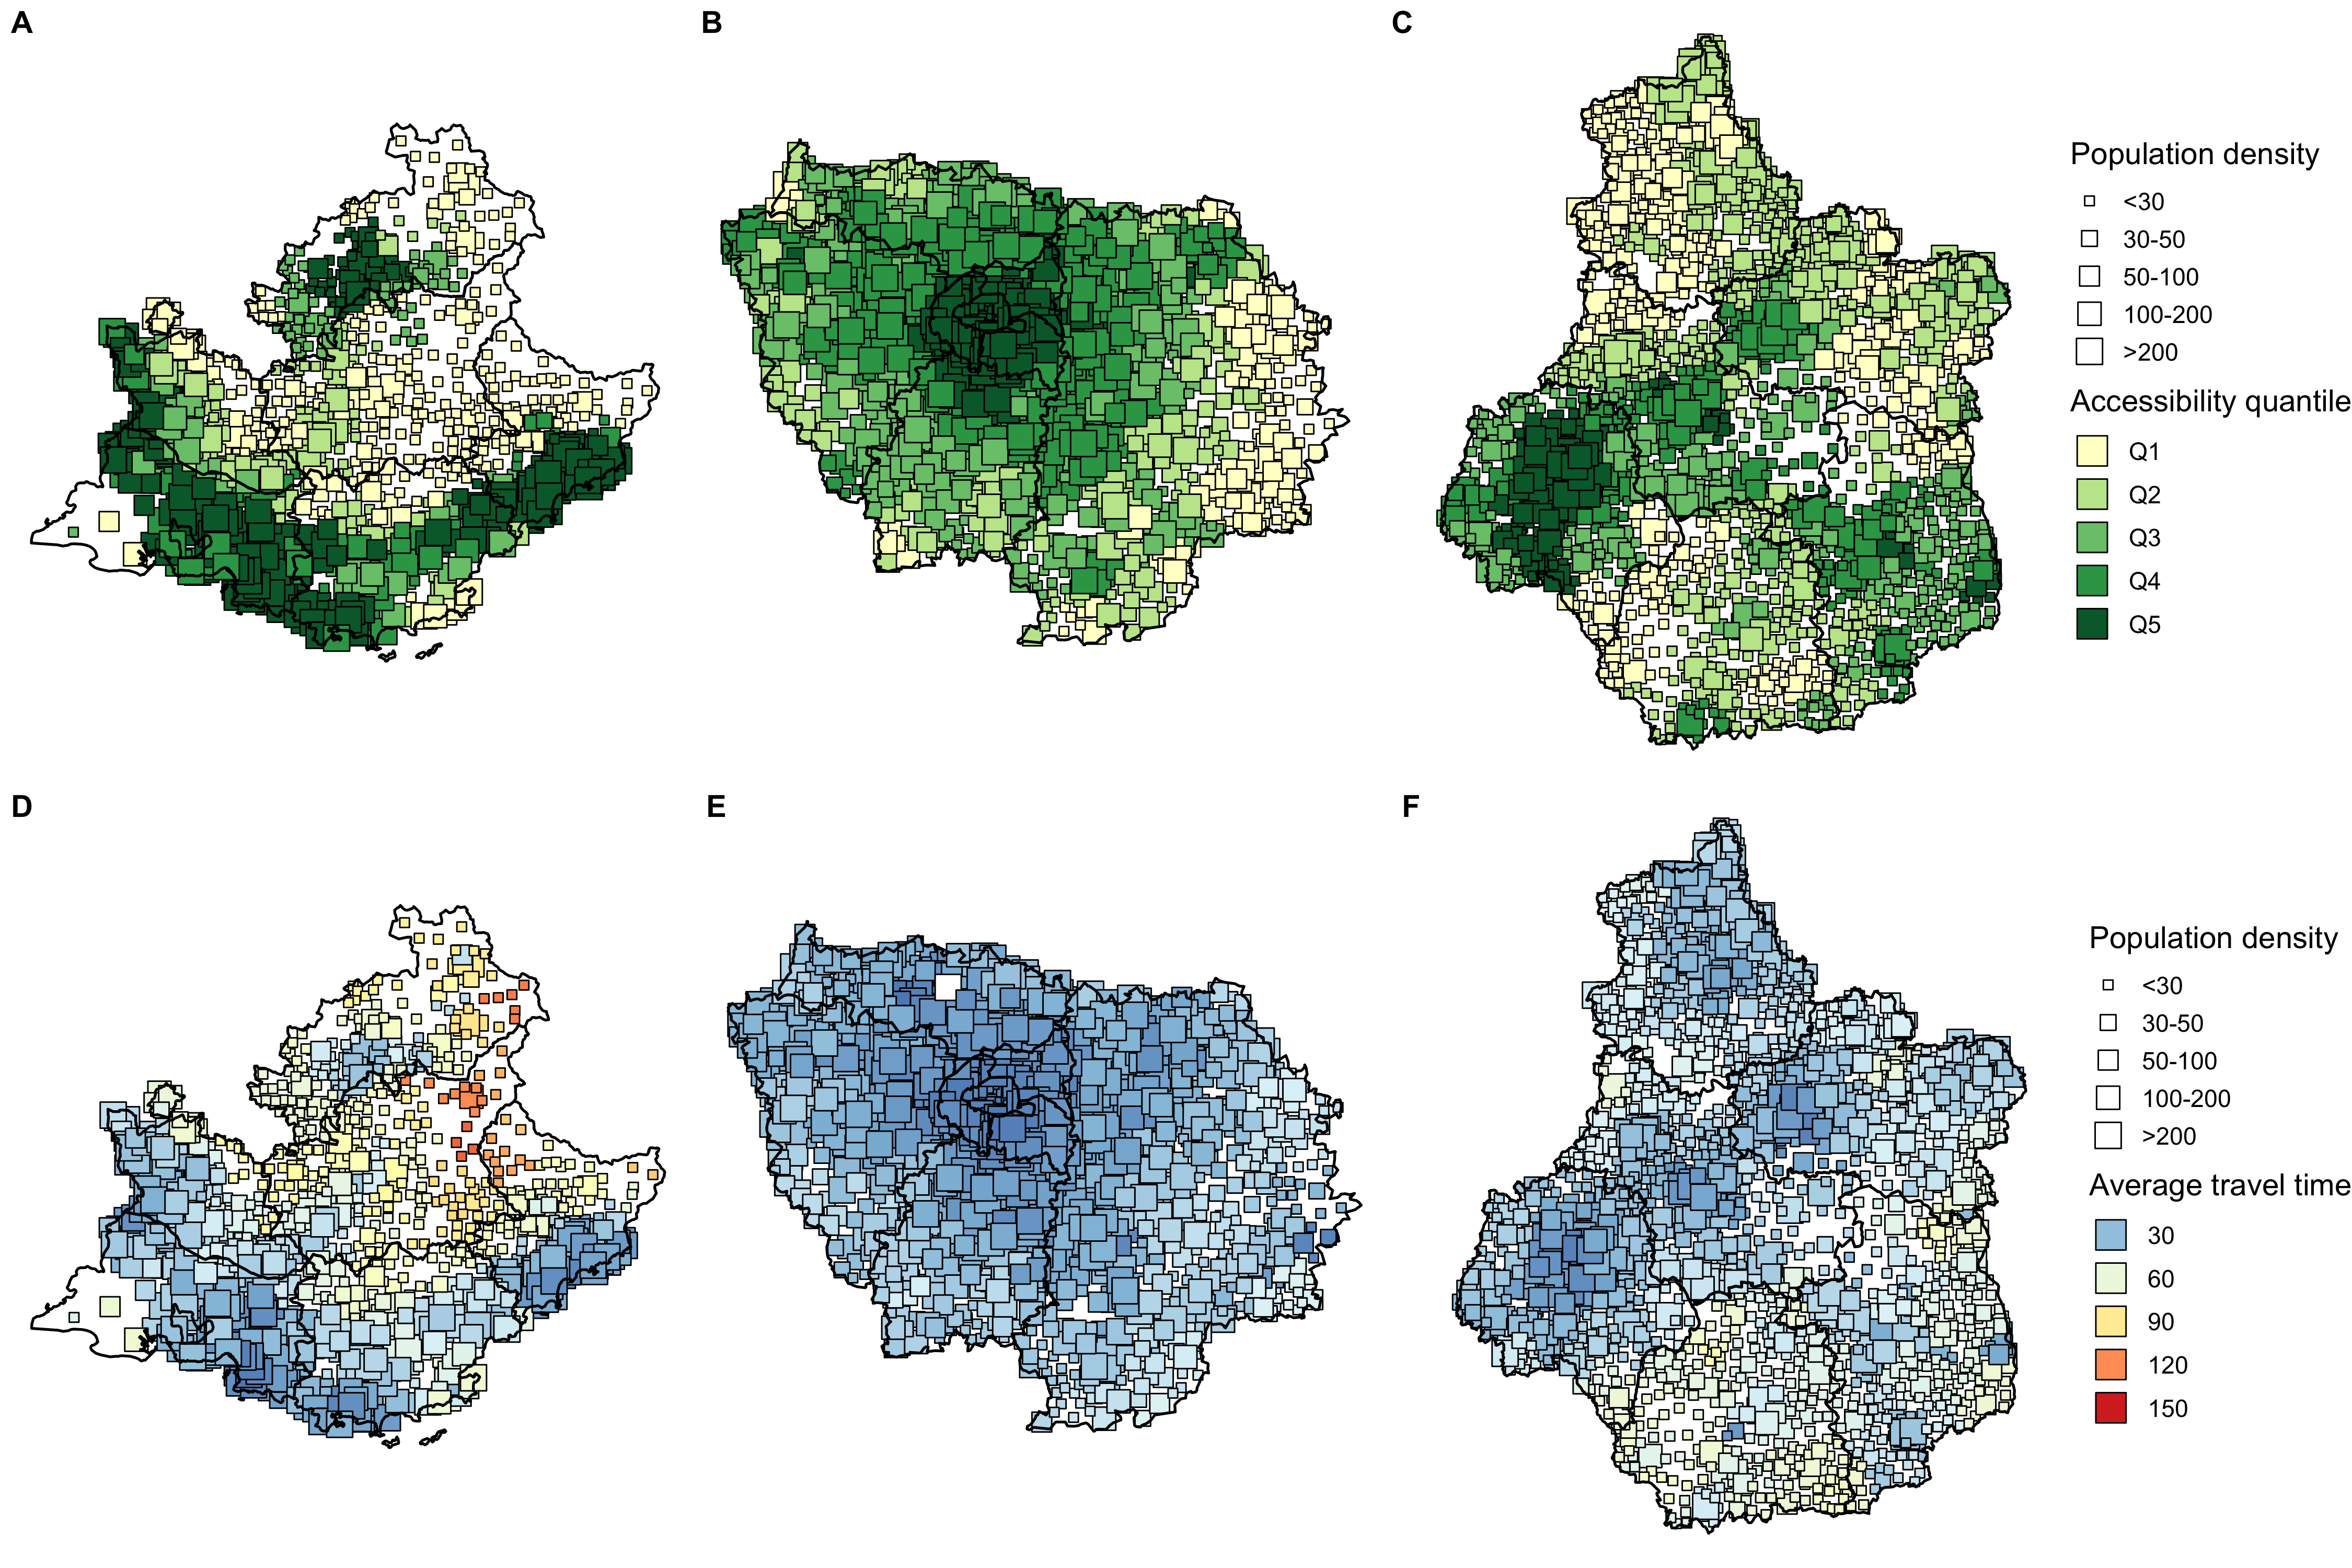 A
B
C
Population density
<30
30-50
50-100
100-200
>200
Accessibility quantile
Q1
Q2
Q3
Q4
Q5
D
E
F
Population density
<30
30-50
50-100
100-200
>200
Average travel time
30
60
90
120
150